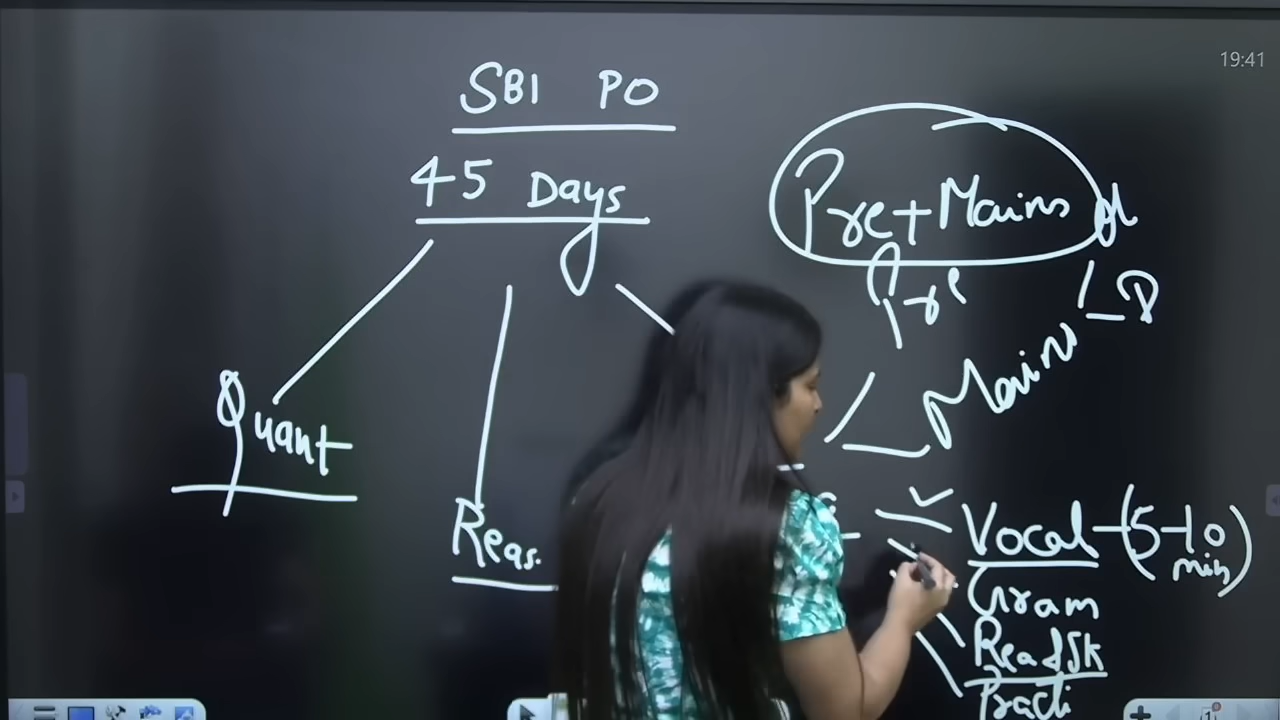 19:41
SBI PO
45 Days
Pre+Mains
Pre
D
Mains
Quant
Reas.
Vocab - (5-10 min)
Gram
Read Sk
Practi